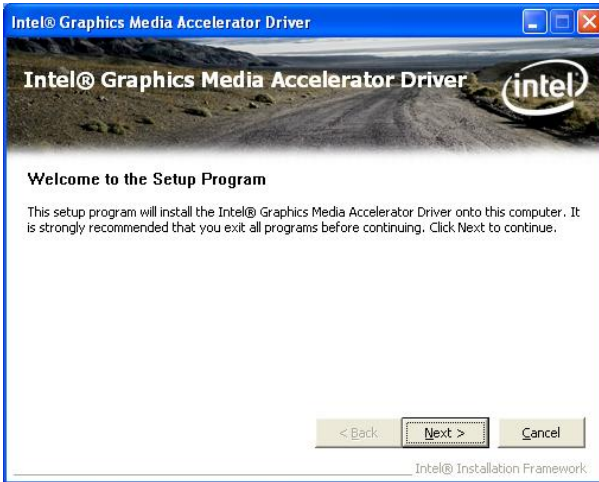 Intel® Graphics Media Accelerator Driver
Intel® Graphics Media Accelerator Driver
intel
Welcome to the Setup Program
This setup program will install the Intel® Graphics Media Accelerator Driver onto this computer. It
is strongly recommended that you exit all programs before continuing. Click Next to continue.
< Back Next > Cancel
Intel® Installation Framework